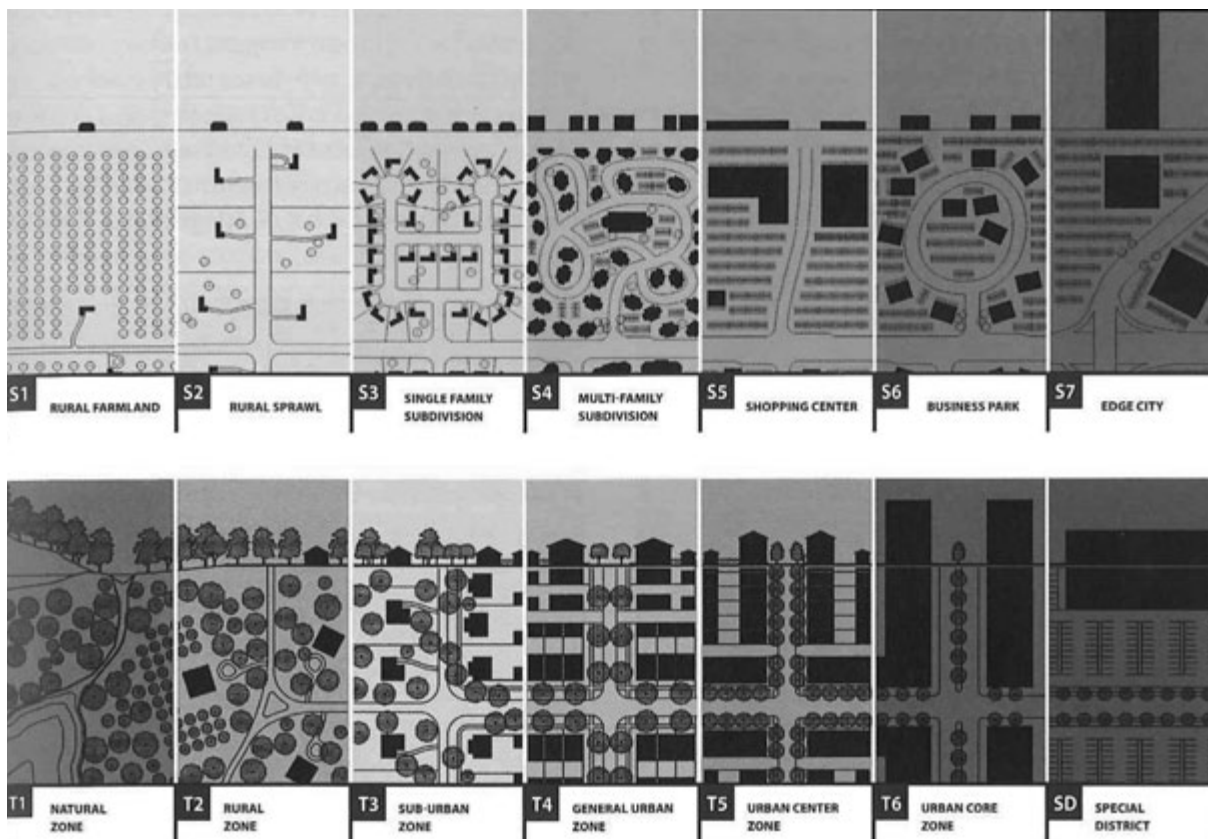 S1 RURAL FARMLAND
S2 RURAL SPRAWL
S3 SINGLE FAMILY
SUBDIVISION
S4 MULTI-FAMILY
SUBDIVISION
S5 SHOPPING CENTER
S6 BUSINESS PARK
S7 EDGE CITY
T1 NATURAL
ZONE
T2 RURAL
ZONE
T3 SUB-URBAN
ZONE
T4 GENERAL URBAN
ZONE
T5 URBAN CENTER
ZONE
T6 URBAN CORE
ZONE
SD SPECIAL
DISTRICT